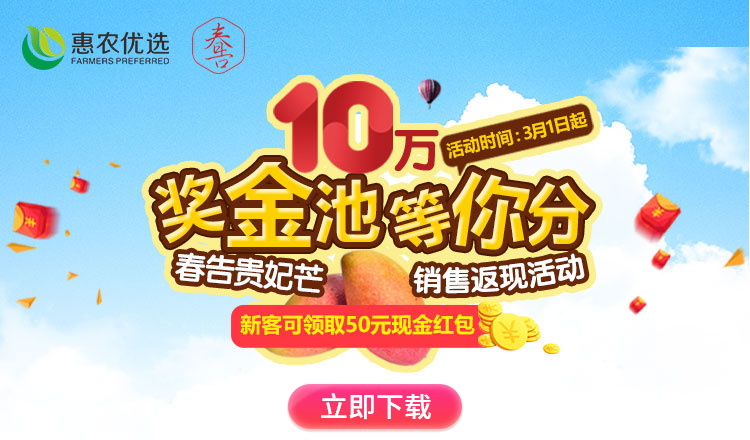 惠农优选
FARMERS PREFERRED
春告
10万
活动时间：3月1日起
奖金池等你分
春告贵妃芒 销售返现活动
新客可领取50元现金红包
立即下载